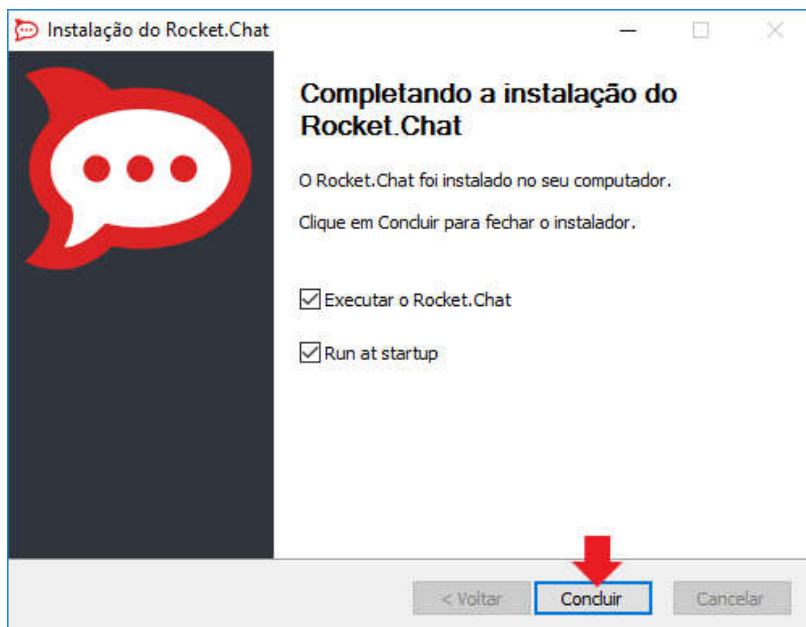 Instalação do Rocket.Chat
Completando a instalação do
Rocket.Chat
O Rocket.Chat foi instalado no seu computador.
Clique em Concluir para fechar o instalador.
Executar o Rocket.Chat
Run at startup
< Voltar
Concluir
Cancelar